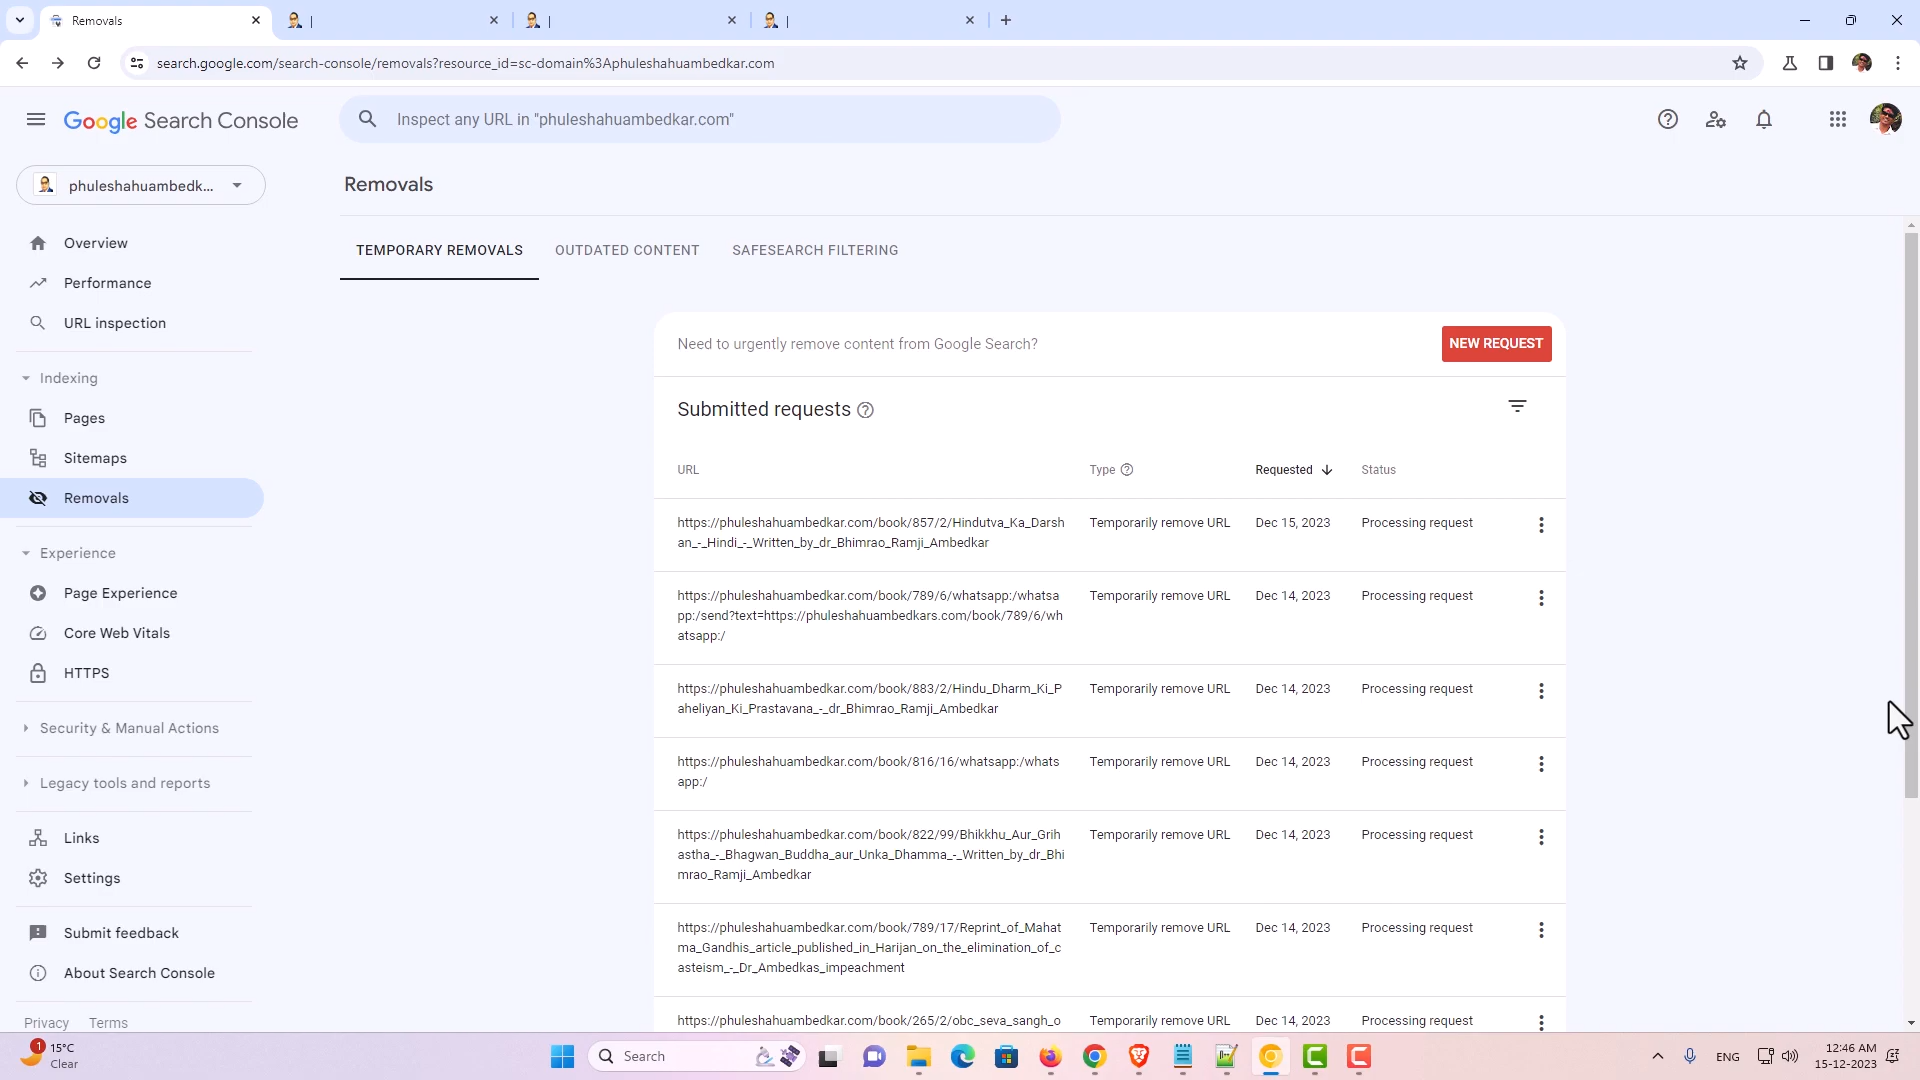 Removals
search.google.com/search-console/removals?resource_id=sc-domain%3Aphuleshahuambedkar.com
Google Search Console
Inspect any URL in "phuleshahuambedkar.com"
phuleshahuambedk...
Removals
Overview
Performance
URL inspection
Indexing
Pages
Sitemaps
Removals
Experience
Page Experience
Core Web Vitals
HTTPS
Security & Manual Actions
Legacy tools and reports
Links
Settings
Submit feedback
About Search Console
Privacy Terms
TEMPORARY REMOVALS OUTDATED CONTENT SAFESEARCH FILTERING
Need to urgently remove content from Google Search? NEW REQUEST
Submitted requests
URL Type Requested Status
https://phuleshahuambedkar.com/book/857/2/Hindutva_Ka_Darsh Temporarily remove URL Dec 15, 2023 Processing request
an_-_Hindi_-_Written_by_dr_Bhimrao_Ramji_Ambedkar
https://phuleshahuambedkar.com/book/789/6/whatsapp:/whatsa Temporarily remove URL Dec 14, 2023 Processing request
pp:/send?text=https://phuleshahuambedkars.com/book/789/6/wh
atsapp:/
https://phuleshahuambedkar.com/book/883/2/Hindu_Dharm_Ki_P Temporarily remove URL Dec 14, 2023 Processing request
aheliyan_Ki_Prastavana_-_dr_Bhimrao_Ramji_Ambedkar
https://phuleshahuambedkar.com/book/816/16/whatsapp:/whats Temporarily remove URL Dec 14, 2023 Processing request
app:/
https://phuleshahuambedkar.com/book/822/99/Bhikkhu_Aur_Grih Temporarily remove URL Dec 14, 2023 Processing request
astha_-_Bhagwan_Buddha_aur_Unka_Dhamma_-_Written_by_dr_Bhi
mrao_Ramji_Ambedkar
https://phuleshahuambedkar.com/book/789/17/Reprint_of_Mahat Temporarily remove URL Dec 14, 2023 Processing request
ma_Gandhis_article_published_in_Harijan_on_the_elimination_of_c
asteism_-_Dr_Ambedkas_impeachment
https://phuleshahuambedkar.com/book/265/2/obc_seva_sangh_o Temporarily remove URL Dec 14, 2023 Processing request
1
15°C
Clear
Search
ENG
12:46 AM
15-12-2023